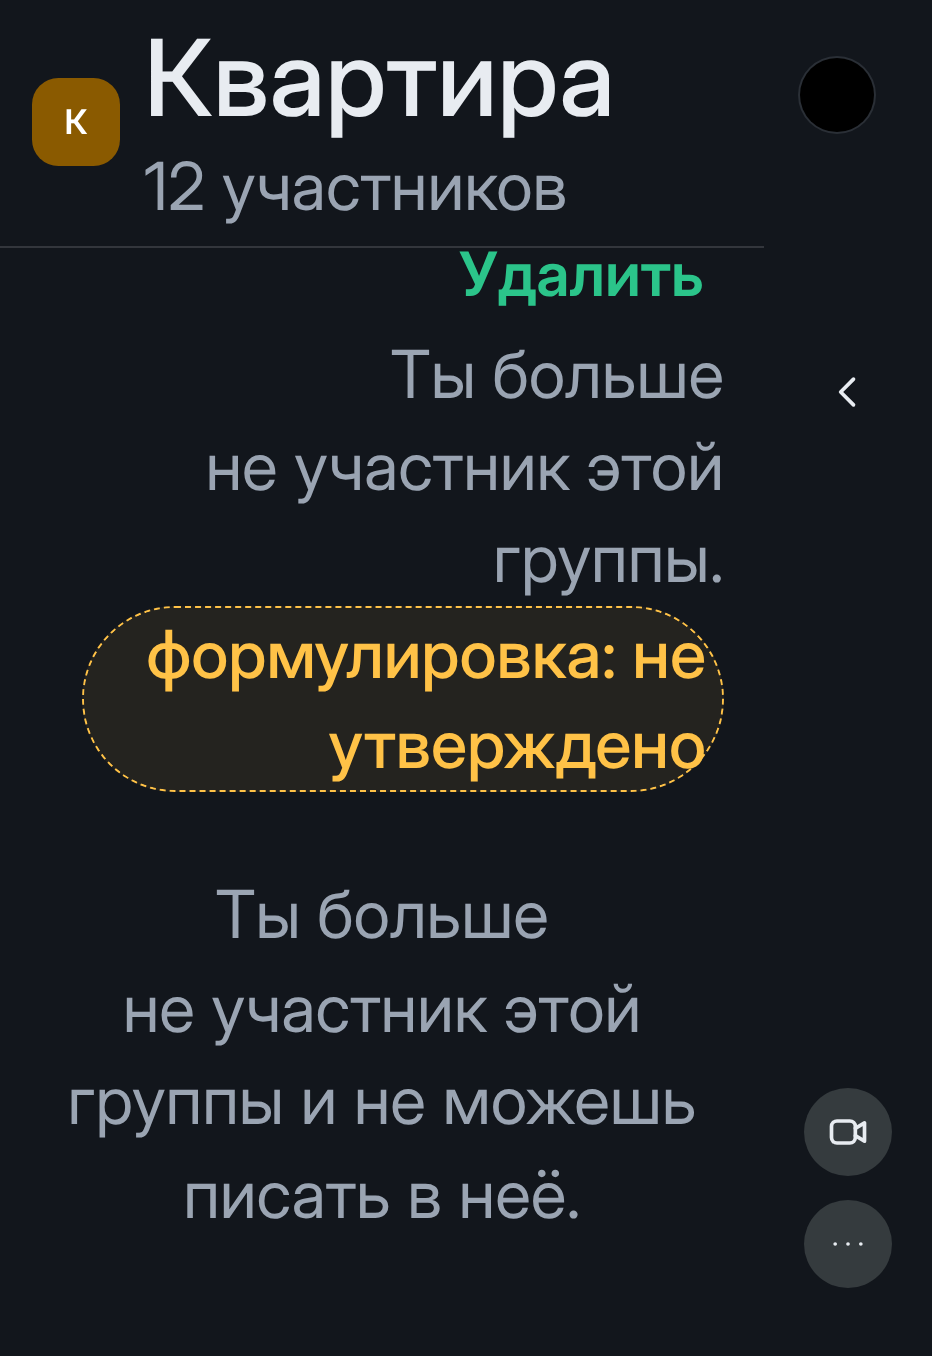 К
Квартира
12 участников
Удалить
Ты больше
не участник этой
группы.
формулировка: не
утверждено
Ты больше
не участник этой
группы и не можешь
писать в неё.